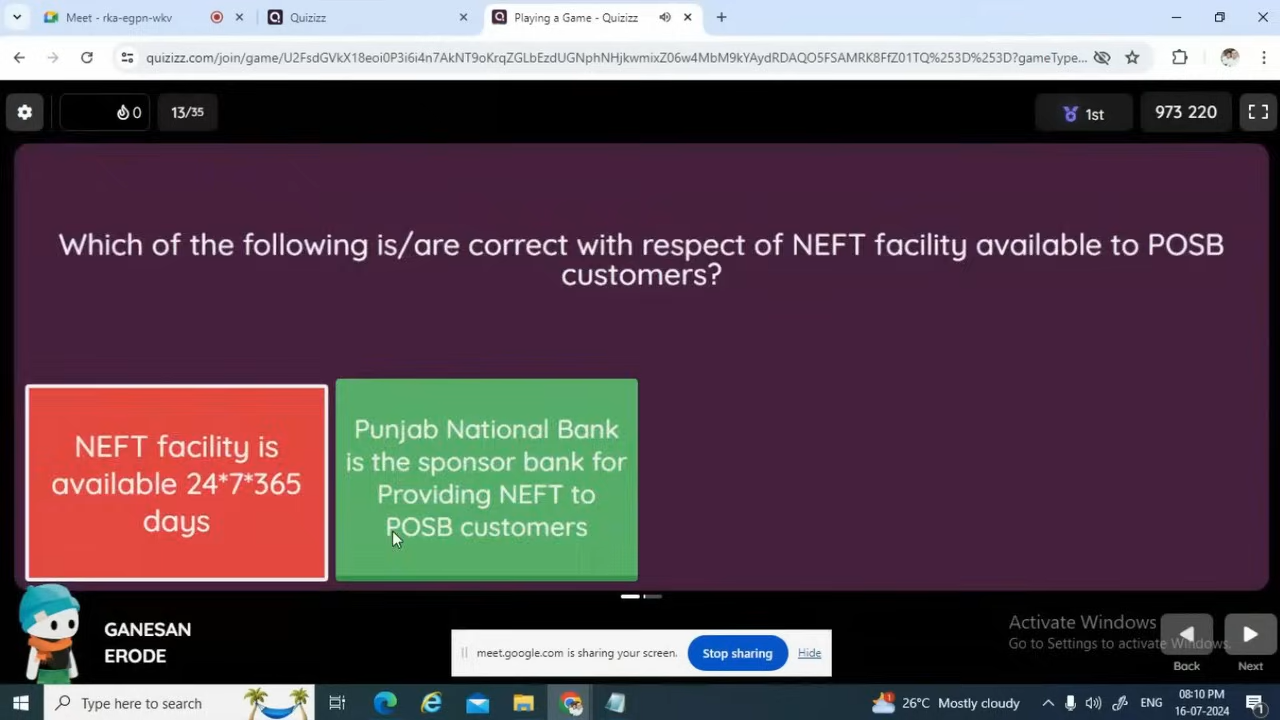 Meet - rka-egpn-wkv
Quizizz
Playing a Game - Quizizz
quizizz.com/join/game/U2FsdGVkX18eoi0P3i6i4n7AkNT9oKrqZGLbEzdUGNphNHjkwmixZ06w4MbM9kYAydRDAQO5FSAMRK8FfZ01TQ%253D%253D?gameType...
0
13/35
1st
973 220
Which of the following is/are correct with respect of NEFT facility available to POSB
customers?
NEFT facility is
available 24*7*365
days
Punjab National Bank
is the sponsor bank for
Providing NEFT to
POSB customers
GANESAN
ERODE
meet.google.com is sharing your screen.
Stop sharing
Hide
Activate Windows
Go to Settings to activate Windows.
Back
Next
Type here to search
1
26°C Mostly cloudy
ENG
08:10 PM
16-07-2024
1